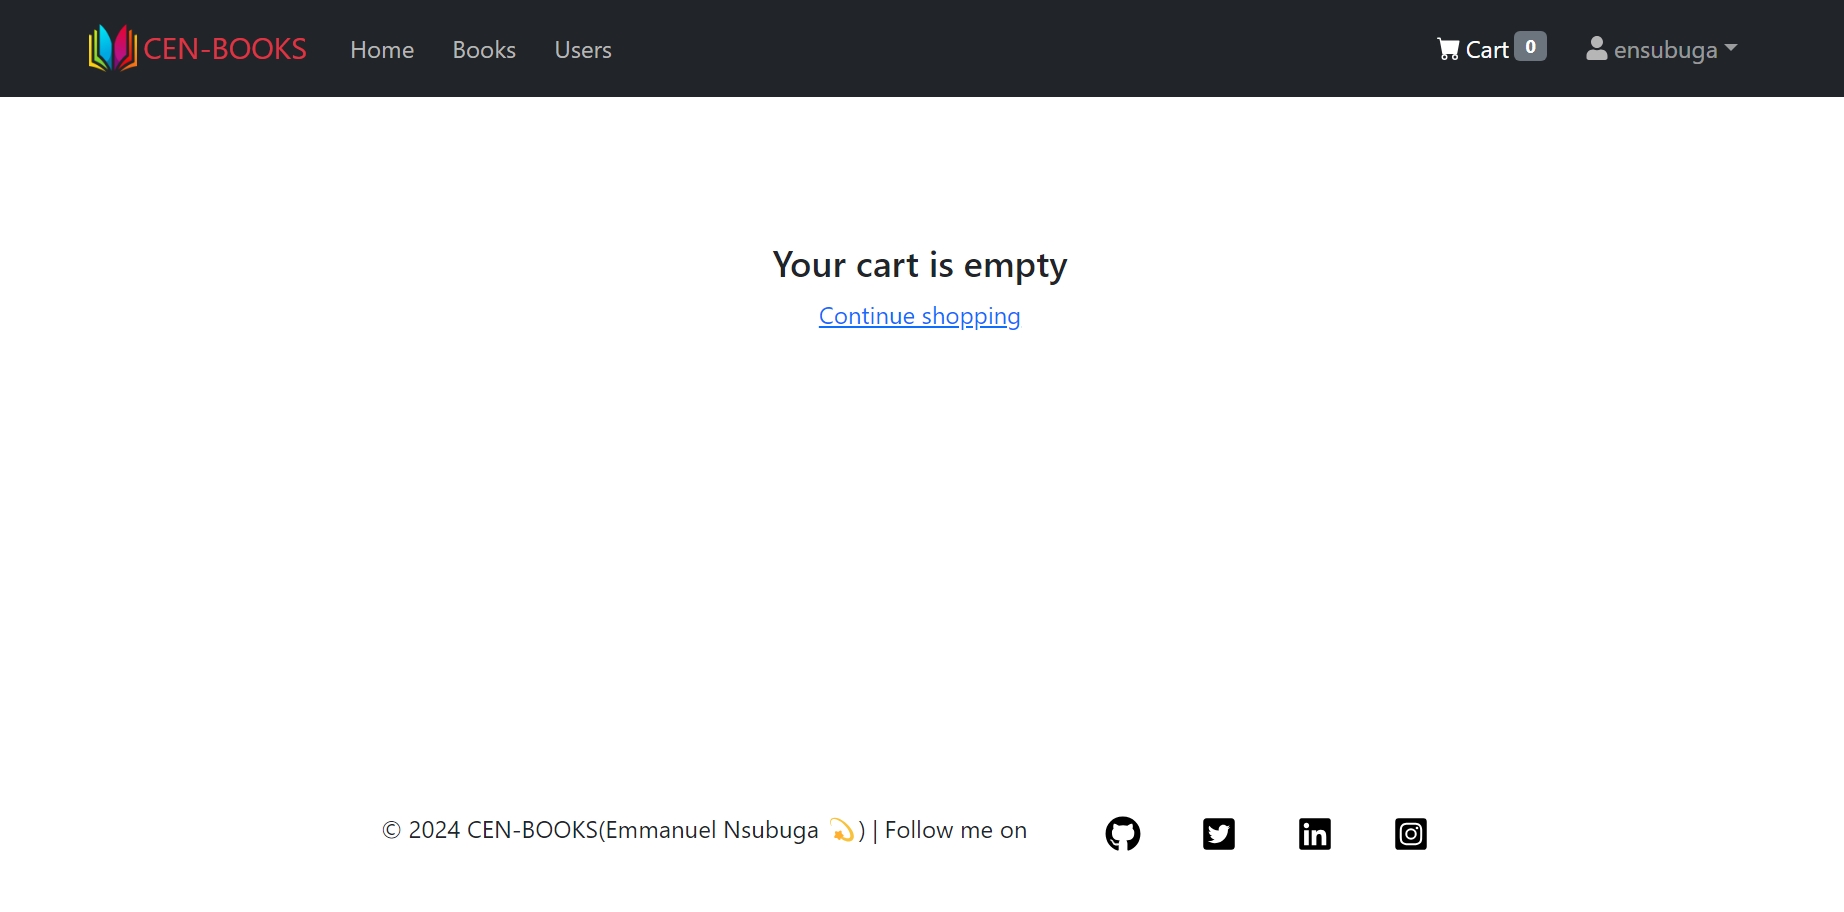 CEN-BOOKS Home Books Users Cart 0 ensubuga
Your cart is empty
Continue shopping
© 2024 CEN-BOOKS(Emmanuel Nsubuga 💫) | Follow me on